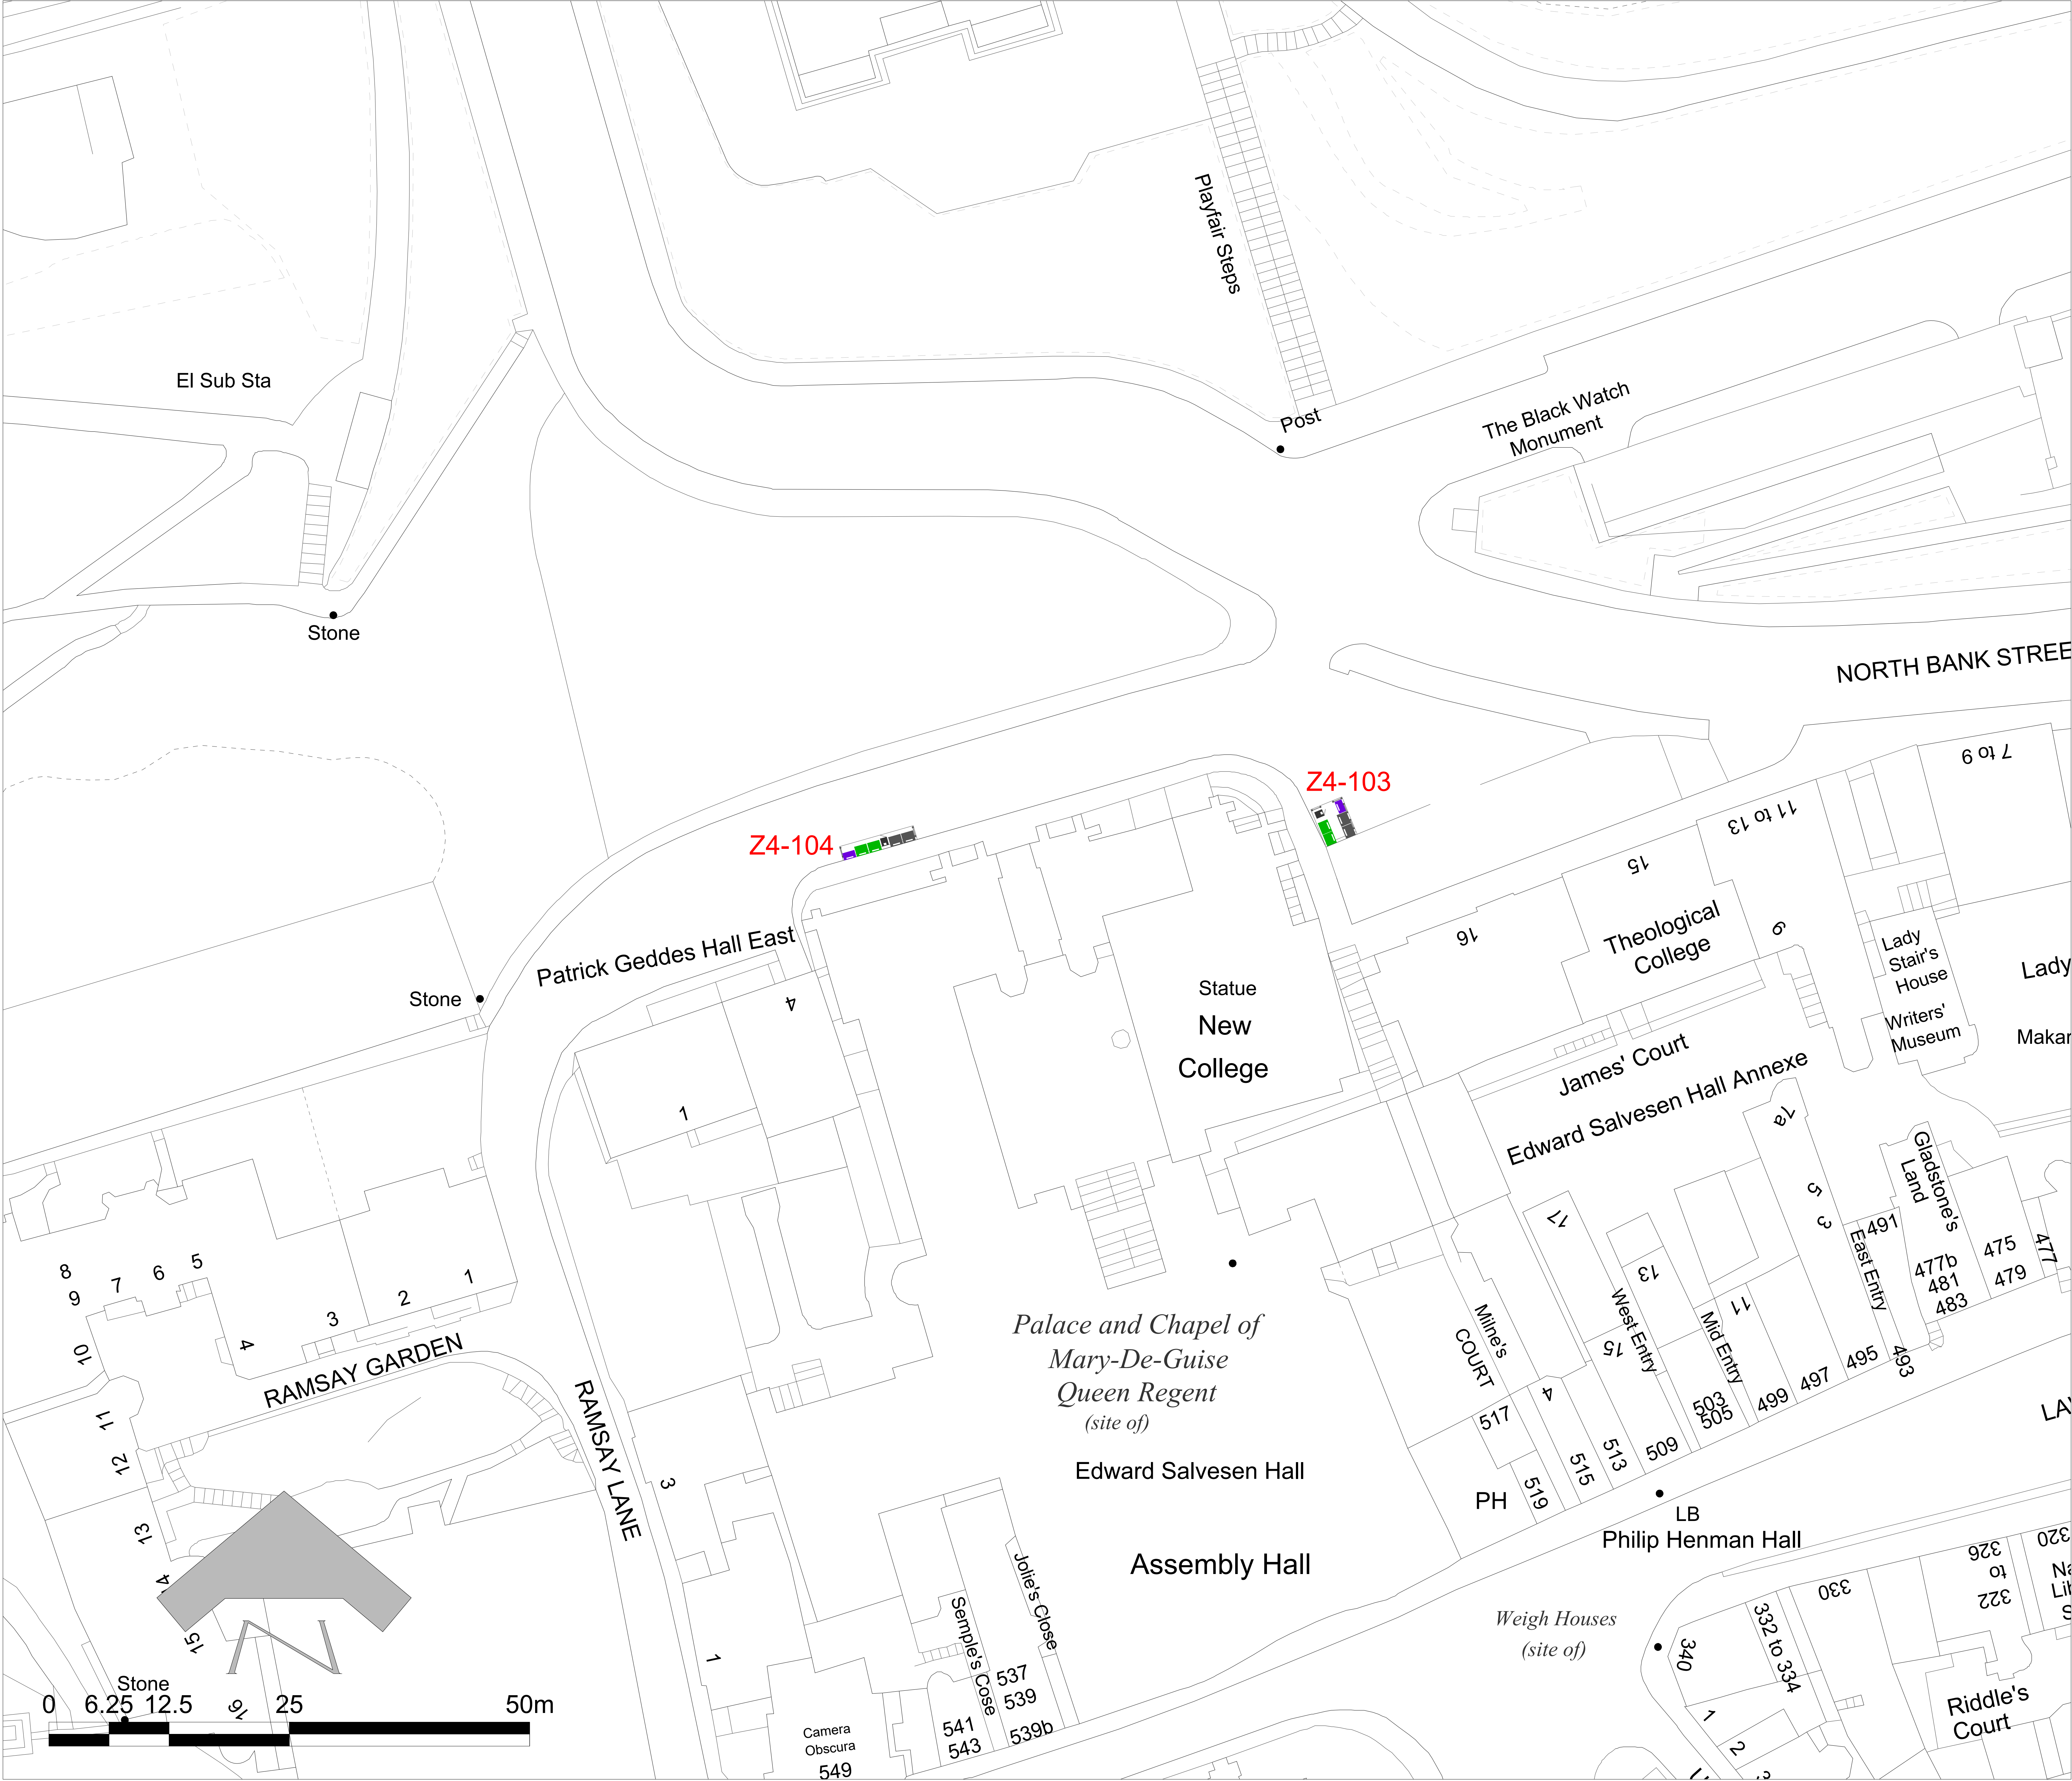 Playfair Steps
El Sub Sta
Post
The Black Watch
Monument
Stone
NORTH BANK STREE
7 to 9
Z4-103
11 to 13
Z4-104
15
Theological
College
16
9
Lady
Stair's
House
Writers'
Museum
Lady
Makar
Patrick Geddes Hall East
Stone
4
Statue
New
College
James' Court
Edward Salvesen Hall Annexe
1
1a
5
3
Gladstone's
Land
491
East Entry
477b
481
483
475
479
477
8
9
7
6
5
10
4
3
2
1
RAMSAY GARDEN
11
12
13
14
15
16
RAMSAY LANE
3
1
Palace and Chapel of
Mary-De-Guise
Queen Regent
(site of)
Edward Salvesen Hall
Assembly Hall
17
13
11
15
West Entry
Mid Entry
Milne's
COURT
4
517
519
515
513
509
503
505
499
497
495
493
PH
LB
Philip Henman Hall
LA
Jolie's Close
Semple's Cose
537
539
539b
541
543
Camera
Obscura
549
Weigh Houses
(site of)
340
332 to 334
330
326
to
322
320
Na
Lib
S
1
2
3
Riddle's
Court
Stone
N
0 6.25 12.5 25 50m